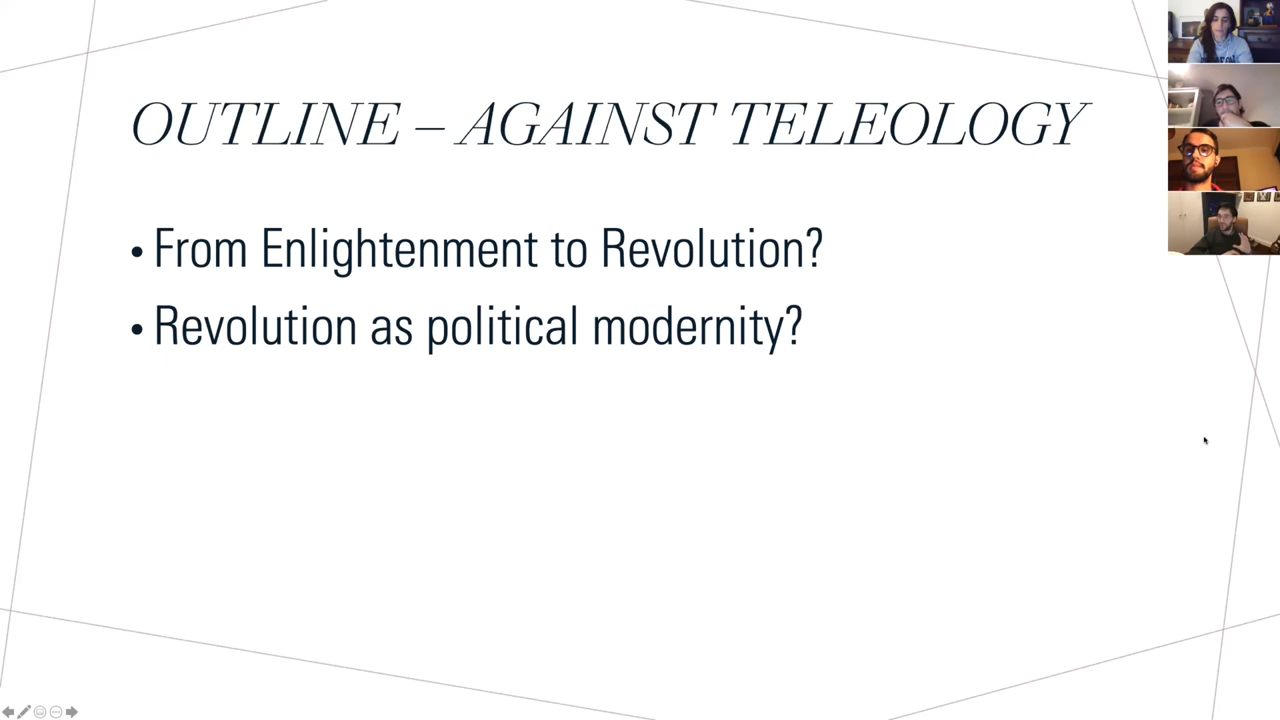 OUTLINE – AGAINST TELEOLOGY
• From Enlightenment to Revolution?
• Revolution as political modernity?